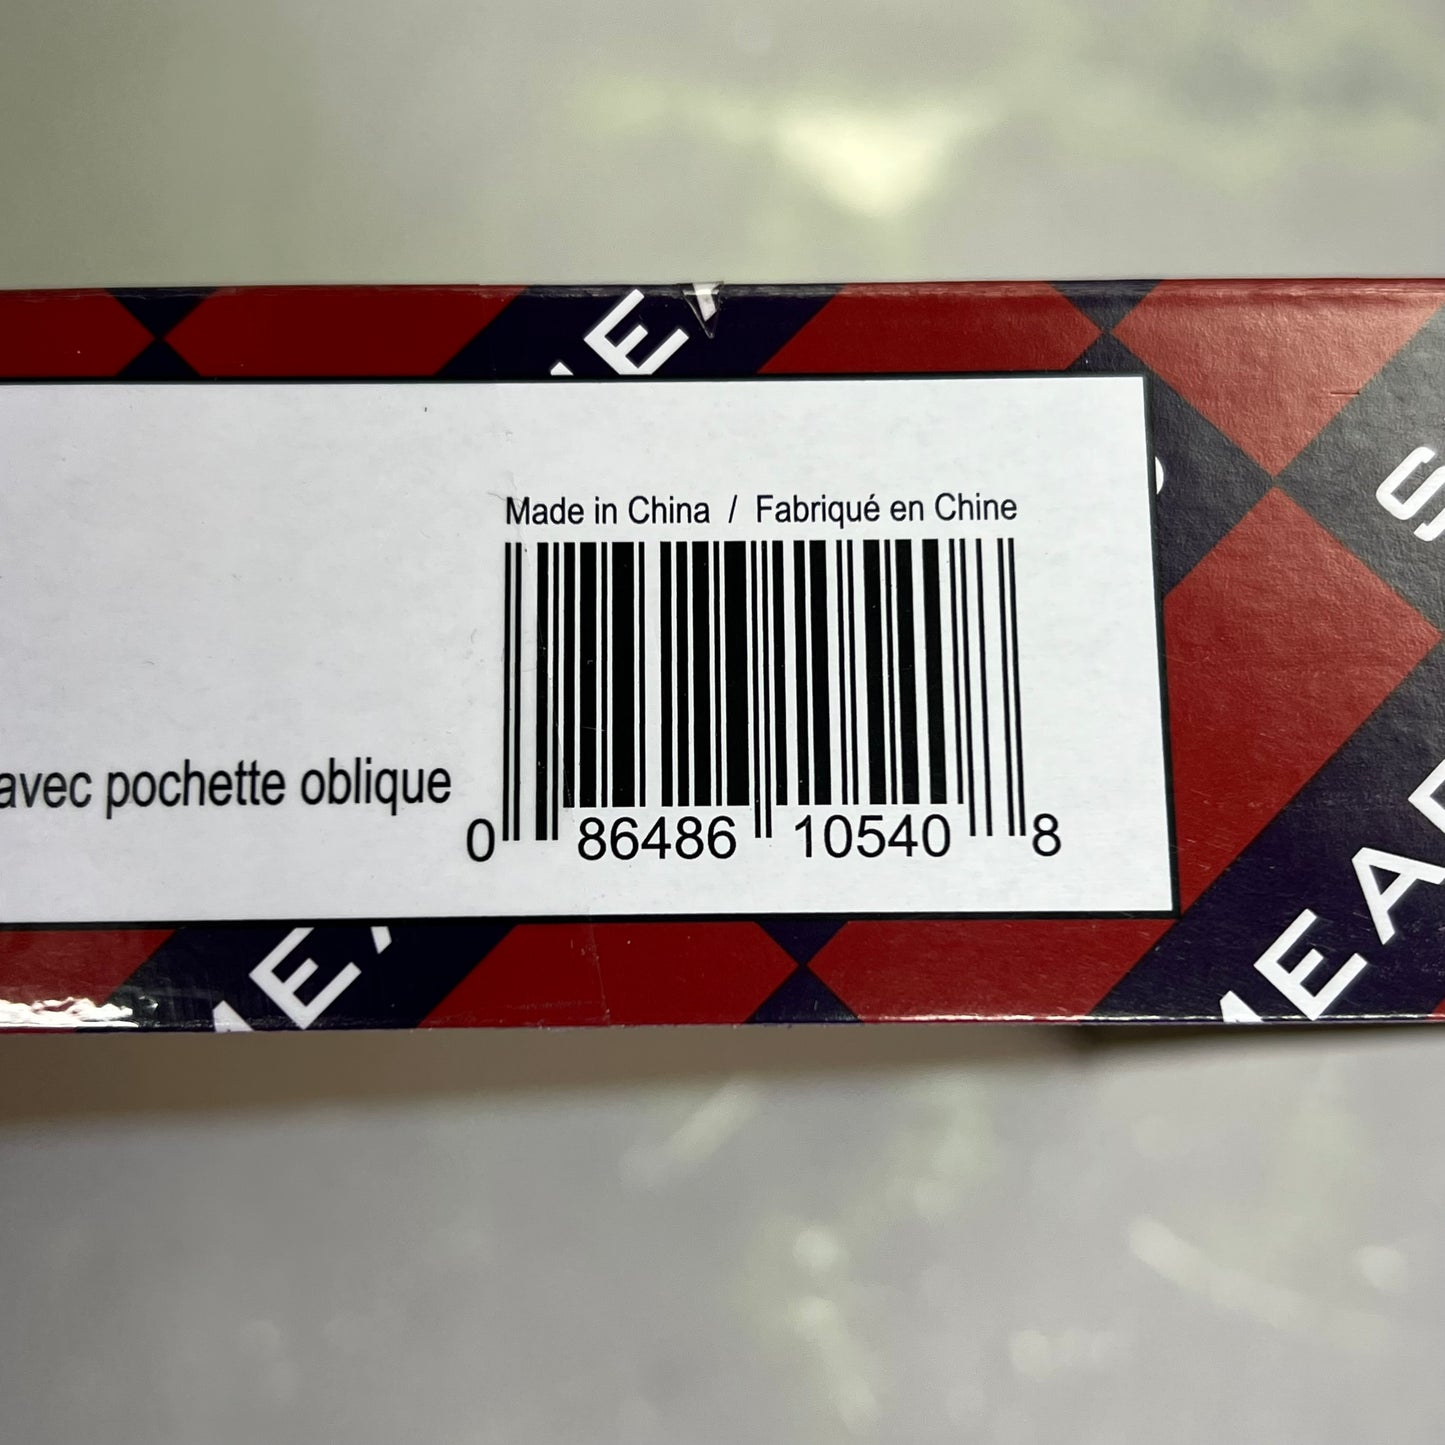 Made in China / Fabriqué en Chine
avec pochette oblique
0 86486 10540 8